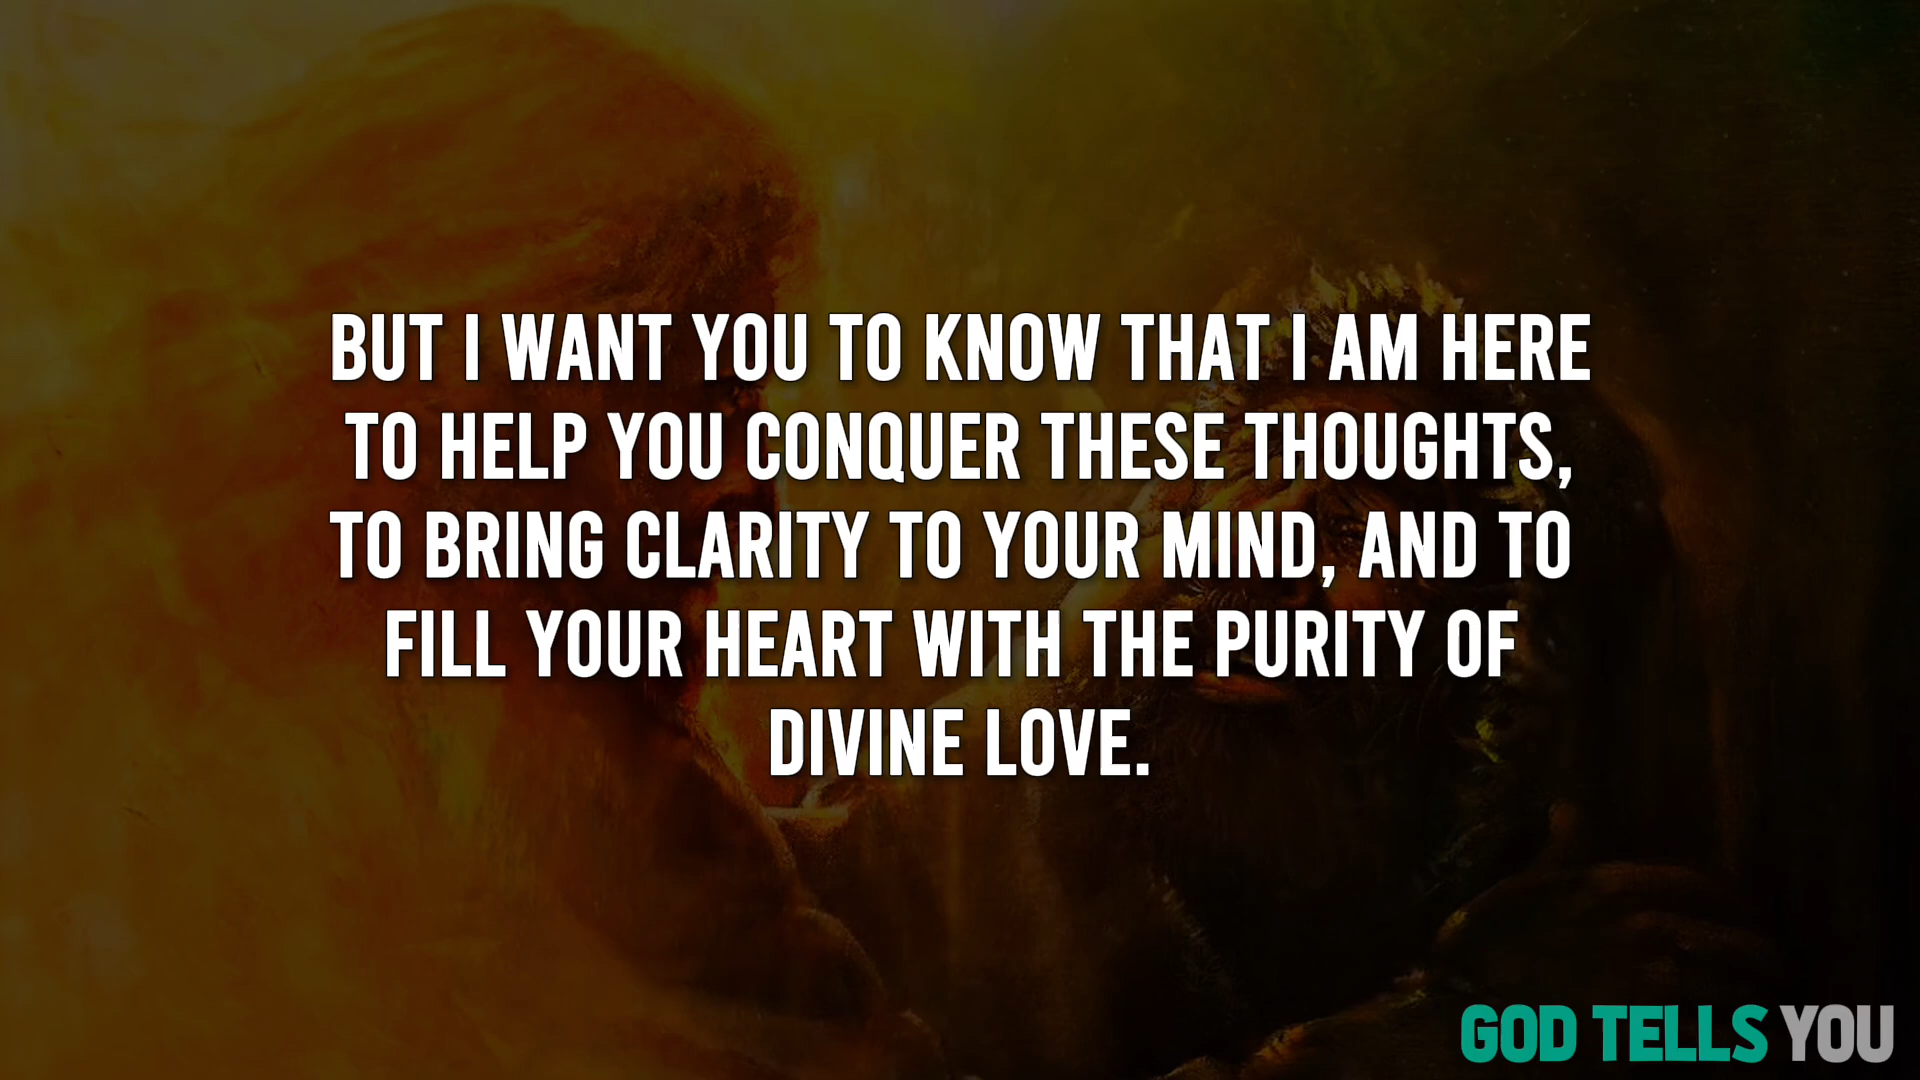 BUT I WANT YOU TO KNOW THAT I AM HERE
TO HELP YOU CONQUER THESE THOUGHTS,
TO BRING CLARITY TO YOUR MIND, AND TO
FILL YOUR HEART WITH THE PURITY OF
DIVINE LOVE.
GOD TELLS YOU